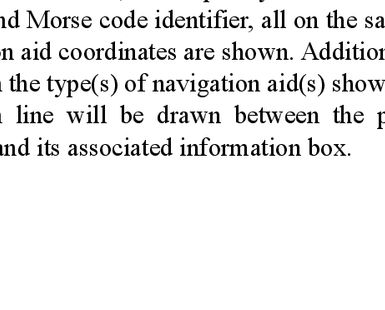 nd Morse code identifier, all on the sa
on aid coordinates are shown. Addition
the type(s) of navigation aid(s) show
line will be drawn between the p
and its associated information box.